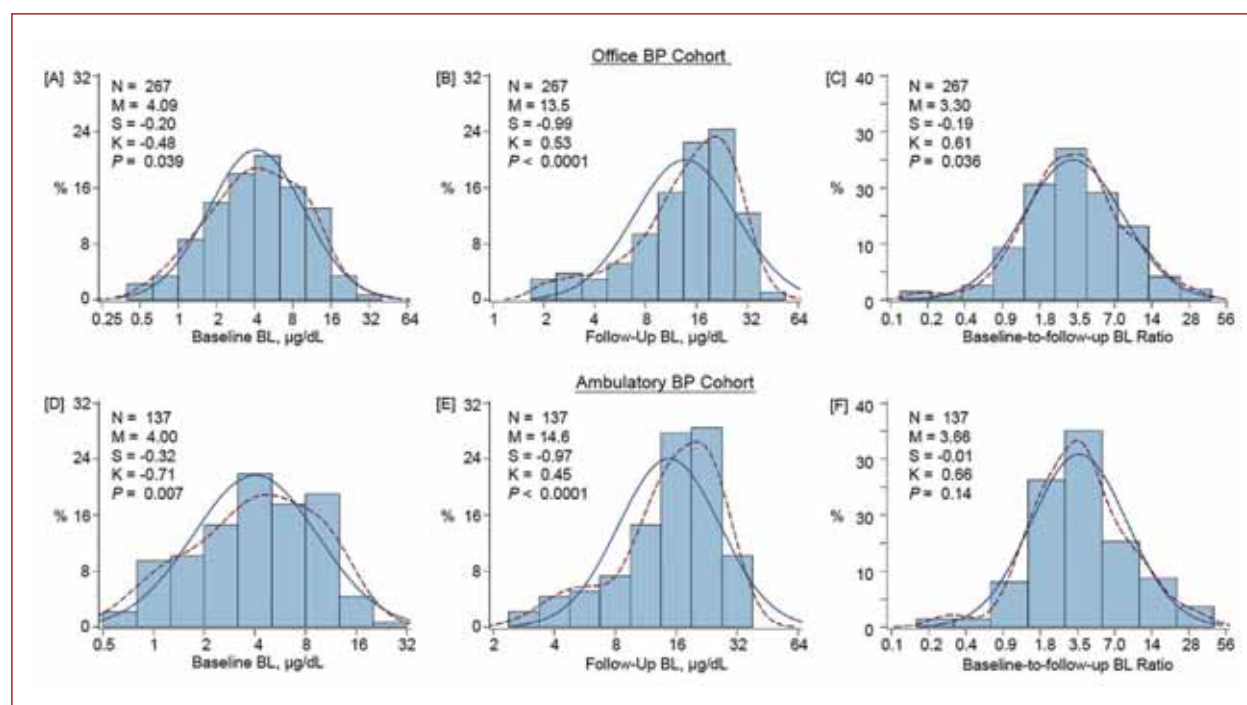 Office BP Cohort
[A]
N = 267
M = 4.09
S = -0.20
K = -0.48
P = 0.039
32
24
%
16
8
0
0.25 0.5 1 2 4 8 16 32 64
Baseline BL, µg/dL
[B]
N = 267
M = 13.5
S = -0.99
K = 0.53
P < 0.0001
32
24
%
16
8
0
1 2 4 8 16 32 64
Follow-Up BL, µg/dL
[C]
N = 267
M = 3.30
S = -0.19
K = 0.61
P = 0.036
40
30
%
30
10
0
0.1 0.2 0.4 0.9 1.8 3.5 7.0 14 28 56
Baseline-to-follow-up BL Ratio
Ambulatory BP Cohort
[D]
N = 137
M = 4.00
S = -0.32
K = -0.71
P = 0.007
32
24
%
16
8
0
0.5 1 2 4 8 16 32
Baseline BL, µg/dL
[E]
N = 137
M = 14.6
S = -0.97
K = 0.45
P < 0.0001
32
24
%
16
8
0
2 4 8 16 32 64
Follow-Up BL, µg/dL
[F]
N = 137
M = 3.66
S = -0.01
K = 0.66
P = 0.14
40
30
%
30
10
0
0.1 0.2 0.4 0.9 1.8 3.5 7.0 14 28 56
Baseline-to-follow-up BL Ratio